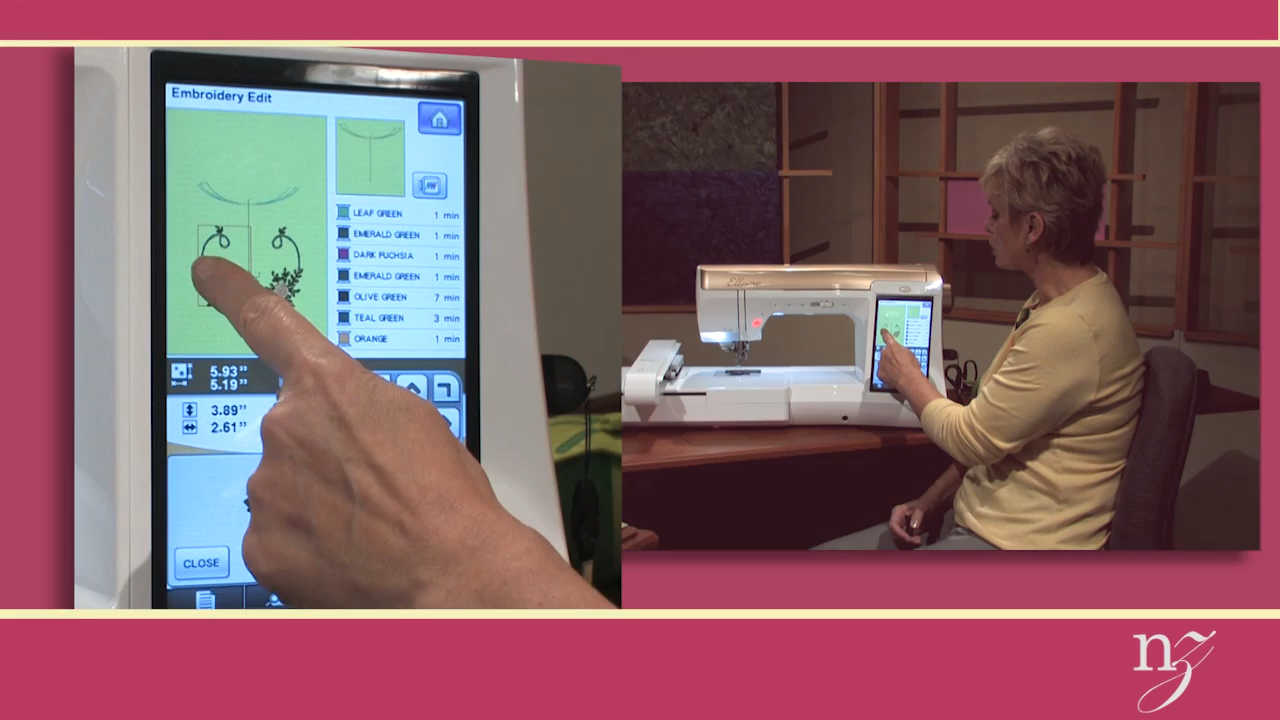 Embroidery Edit
LEAF GREEN 1 min
EMERALD GREEN 1 min
DARK FUCHSIA 1 min
EMERALD GREEN 1 min
OLIVE GREEN 7 min
TEAL GREEN 3 min
ORANGE 1 min
5.93"
5.19"
3.89"
2.61"
CLOSE
Ellisimo
nz